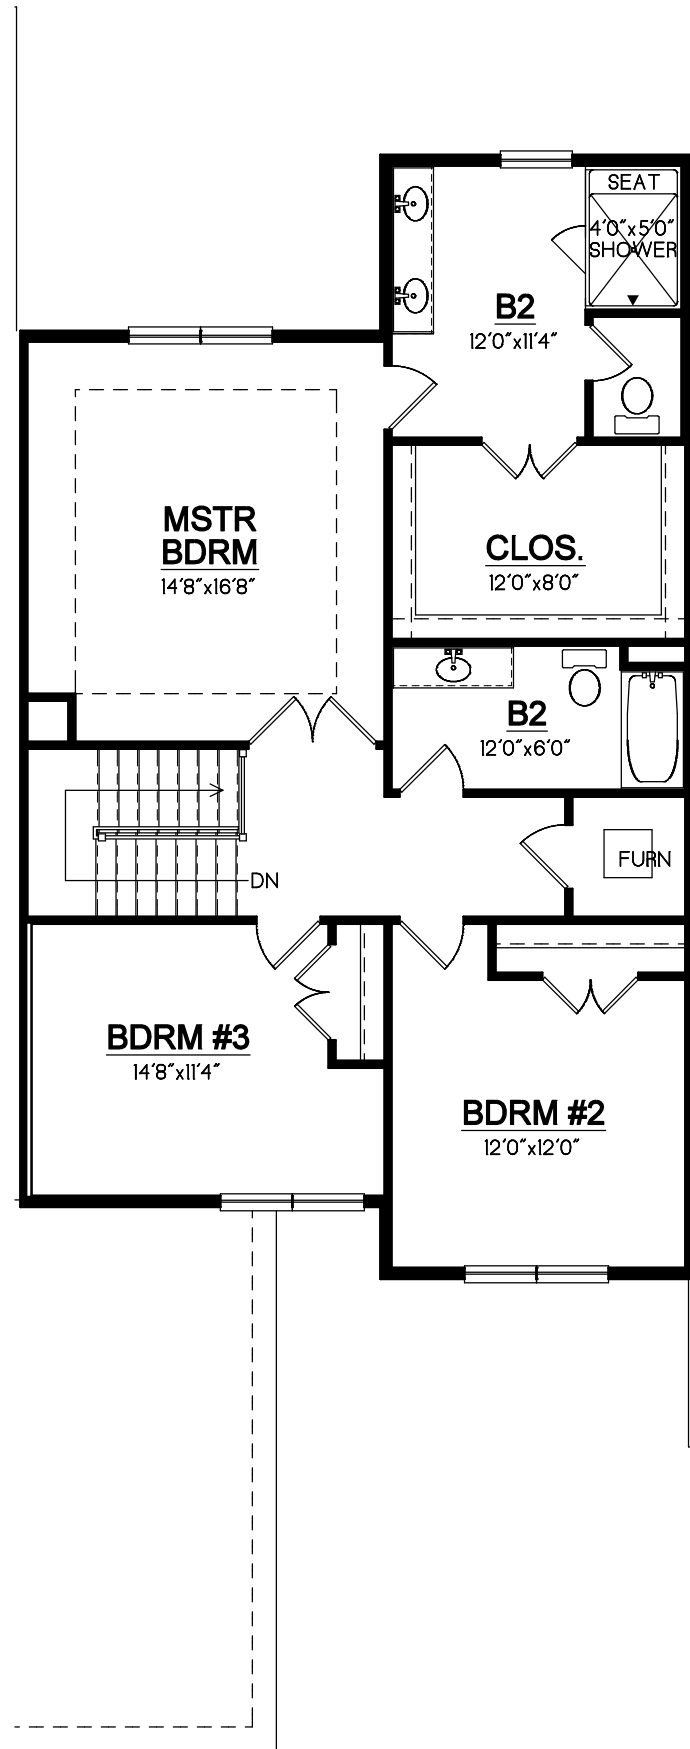 SEAT
4'0"x5'0"
SHOWER
B2
12'0"x11'4"
MSTR
BDRM
14'8"x16'8"
CLOS.
12'0"x8'0"
B2
12'0"x6'0"
FURN
DN
BDRM #3
14'8"x11'4"
BDRM #2
12'0"x12'0"